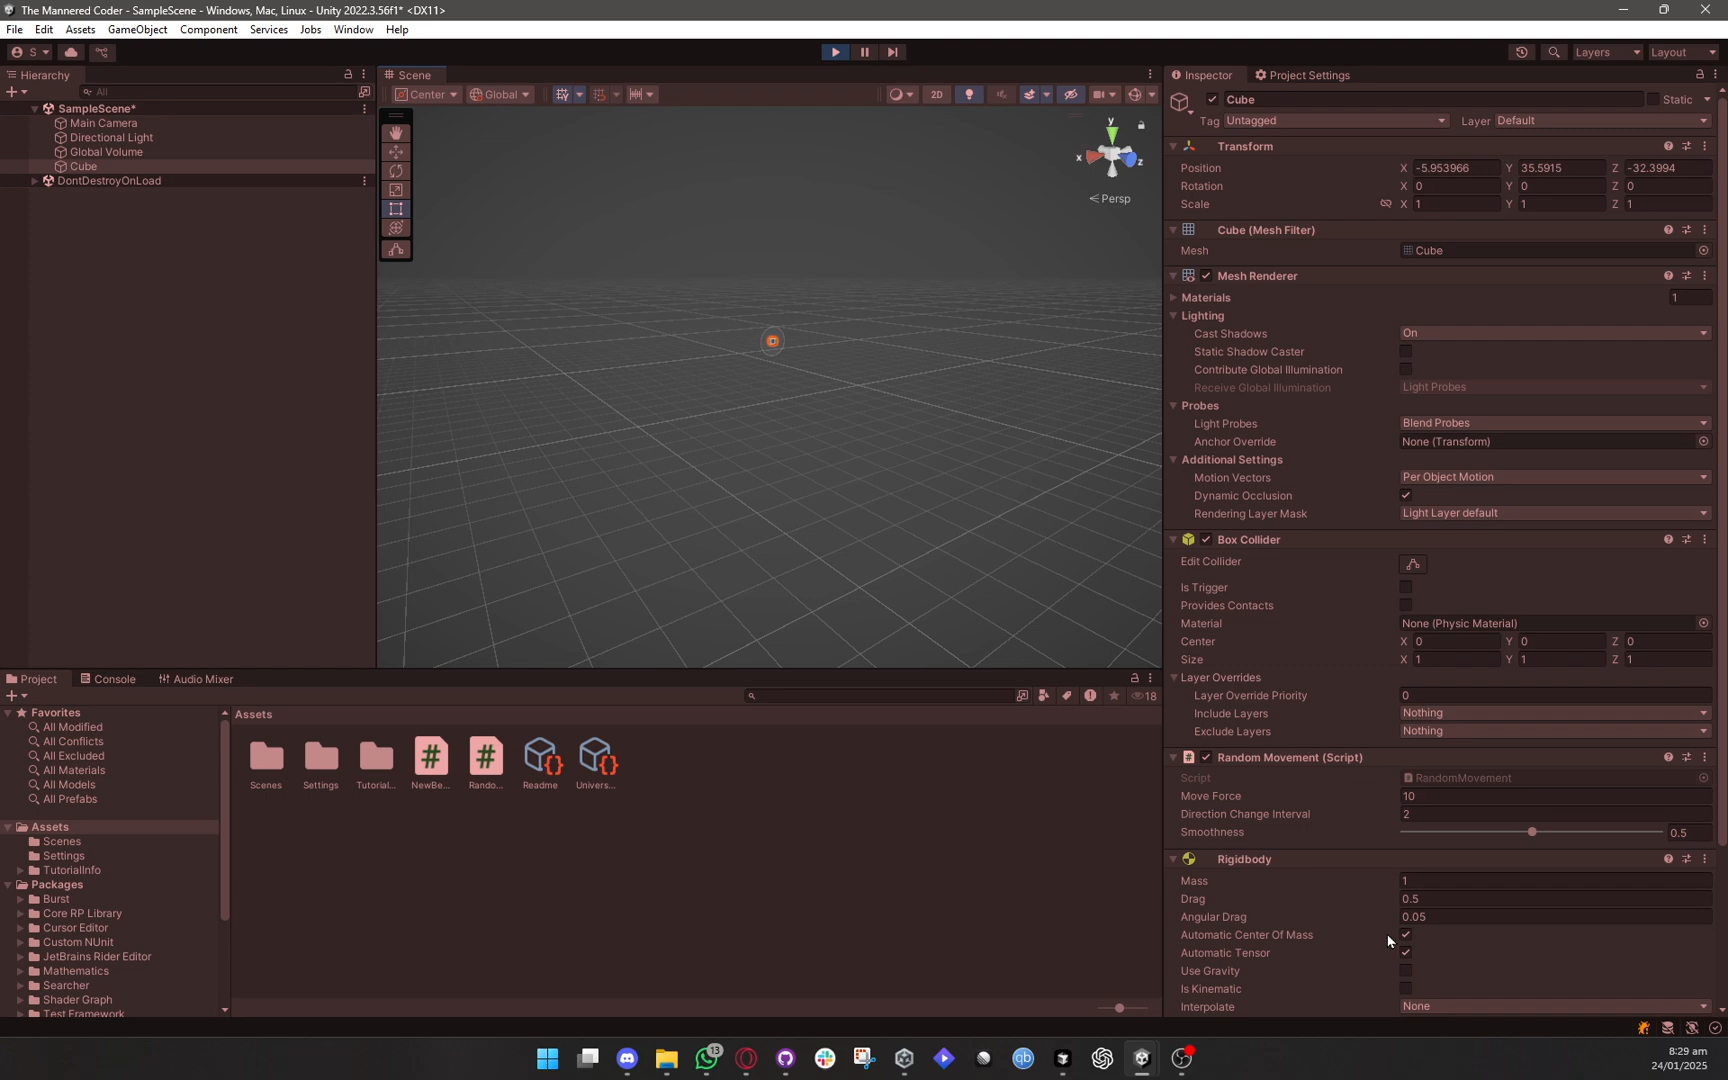 The Mannered Coder - SampleScene - Windows, Mac, Linux - Unity 2022.3.56f1* <DX11>
File Edit Assets GameObject Component Services Jobs Window Help
S Layers Layout
Hierarchy
All
SampleScene*
Main Camera
Directional Light
Global Volume
Cube
DontDestroyOnLoad
Scene
Center Global 2D
y
x z
Persp
Inspector Project Settings
Cube Static
Tag Untagged Layer Default
Transform
Position X -5.953966 Y 35.5915 Z -32.3994
Rotation X 0 Y 0 Z 0
Scale X 1 Y 1 Z 1
Cube (Mesh Filter)
Mesh Cube
Mesh Renderer
Materials 1
Lighting
Cast Shadows On
Static Shadow Caster
Contribute Global Illumination
Receive Global Illumination Light Probes
Probes
Light Probes Blend Probes
Anchor Override None (Transform)
Additional Settings
Motion Vectors Per Object Motion
Dynamic Occlusion
Rendering Layer Mask Light Layer default
Box Collider
Edit Collider
Is Trigger
Provides Contacts
Material None (Physic Material)
Center X 0 Y 0 Z 0
Size X 1 Y 1 Z 1
Layer Overrides
Layer Override Priority 0
Include Layers Nothing
Exclude Layers Nothing
Random Movement (Script)
Script RandomMovement
Move Force 10
Direction Change Interval 2
Smoothness 0.5
Rigidbody
Mass 1
Drag 0.5
Angular Drag 0.05
Automatic Center Of Mass
Automatic Tensor
Use Gravity
Is Kinematic
Interpolate None
Project Console Audio Mixer
18
Favorites
All Modified
All Conflicts
All Excluded
All Materials
All Models
All Prefabs
Assets
Scenes
Settings
TutorialInfo
Packages
Burst
Core RP Library
Cursor Editor
Custom NUnit
JetBrains Rider Editor
Mathematics
Searcher
Shader Graph
Test Framework
Assets
Scenes Settings Tutorial... NewBe... Rando... Readme Univers...
13
qb
8:29 am
24/01/2025